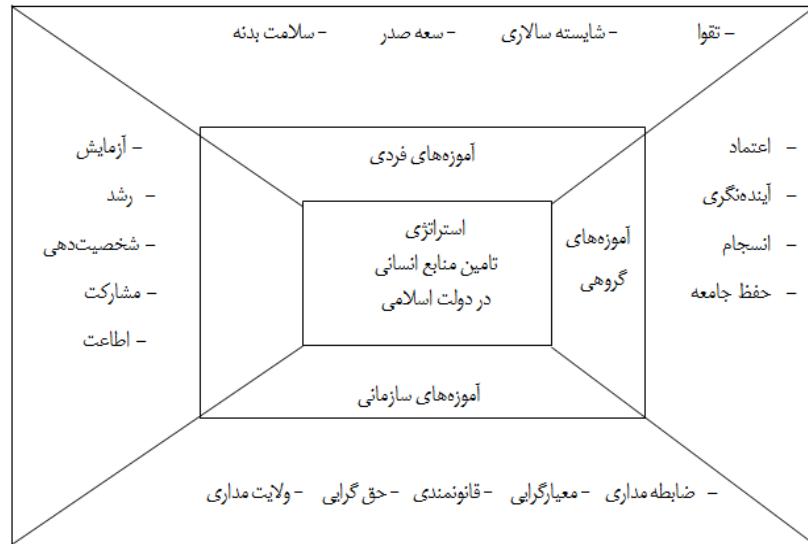 - تقوا - شایسته سالاری - سعه صدر - سلامت بدنه
آموزه‌های فردی
- اعتماد
- آینده‌نگری
- انسجام
- حفظ جامعه
آموزه‌های
گروهی
استراتژی
تامین منابع انسانی
در دولت اسلامی
- آزمایش
- رشد
- شخصیت‌دهی
- مشارکت
- اطاعت
آموزه‌های سازمانی
- ضابطه مداری - معیارگرایی - قانونمندی - حق گرایی - ولایت مداری